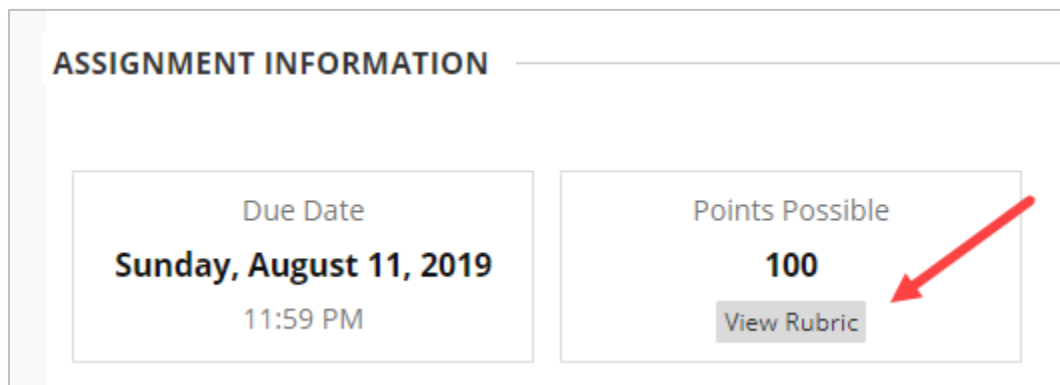 ASSIGNMENT INFORMATION
Due Date
Sunday, August 11, 2019
11:59 PM
Points Possible
100
View Rubric